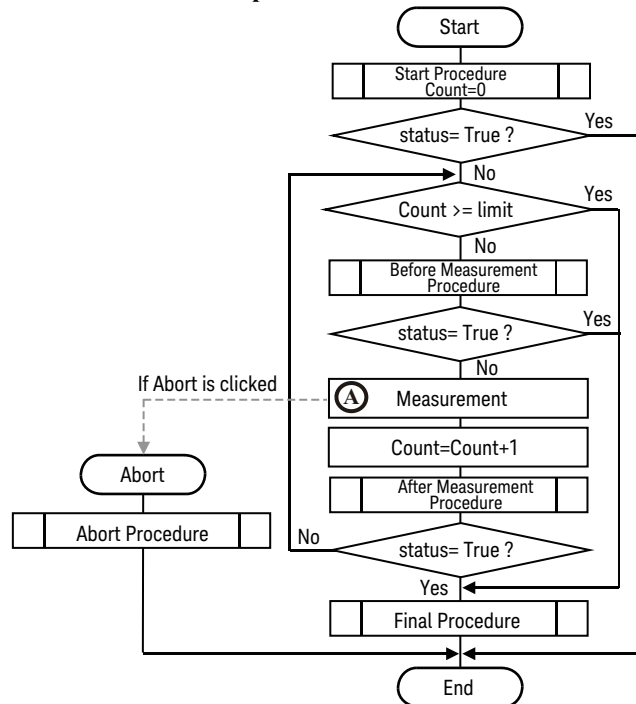 Start
Start Procedure
Count=0
status= True ?
Yes
No
Count >= limit
Yes
No
Before Measurement
Procedure
Yes
status= True ?
No
If Abort is clicked
A
Measurement
Count=Count+1
Abort
After Measurement
Procedure
Abort Procedure
No
status= True ?
Yes
Final Procedure
End